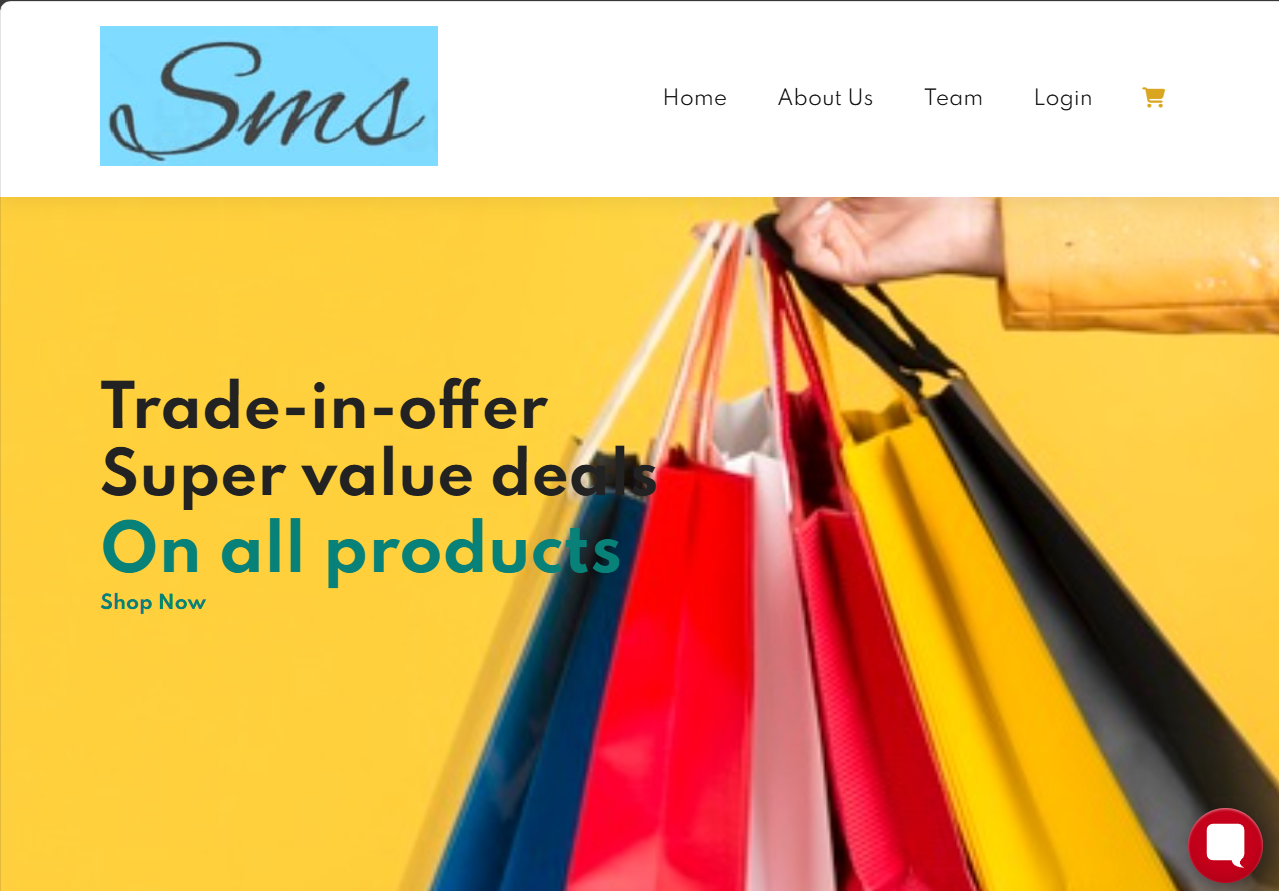 Sms
Home About Us Team Login
Trade-in-offer
Super value deals
On all products
Shop Now